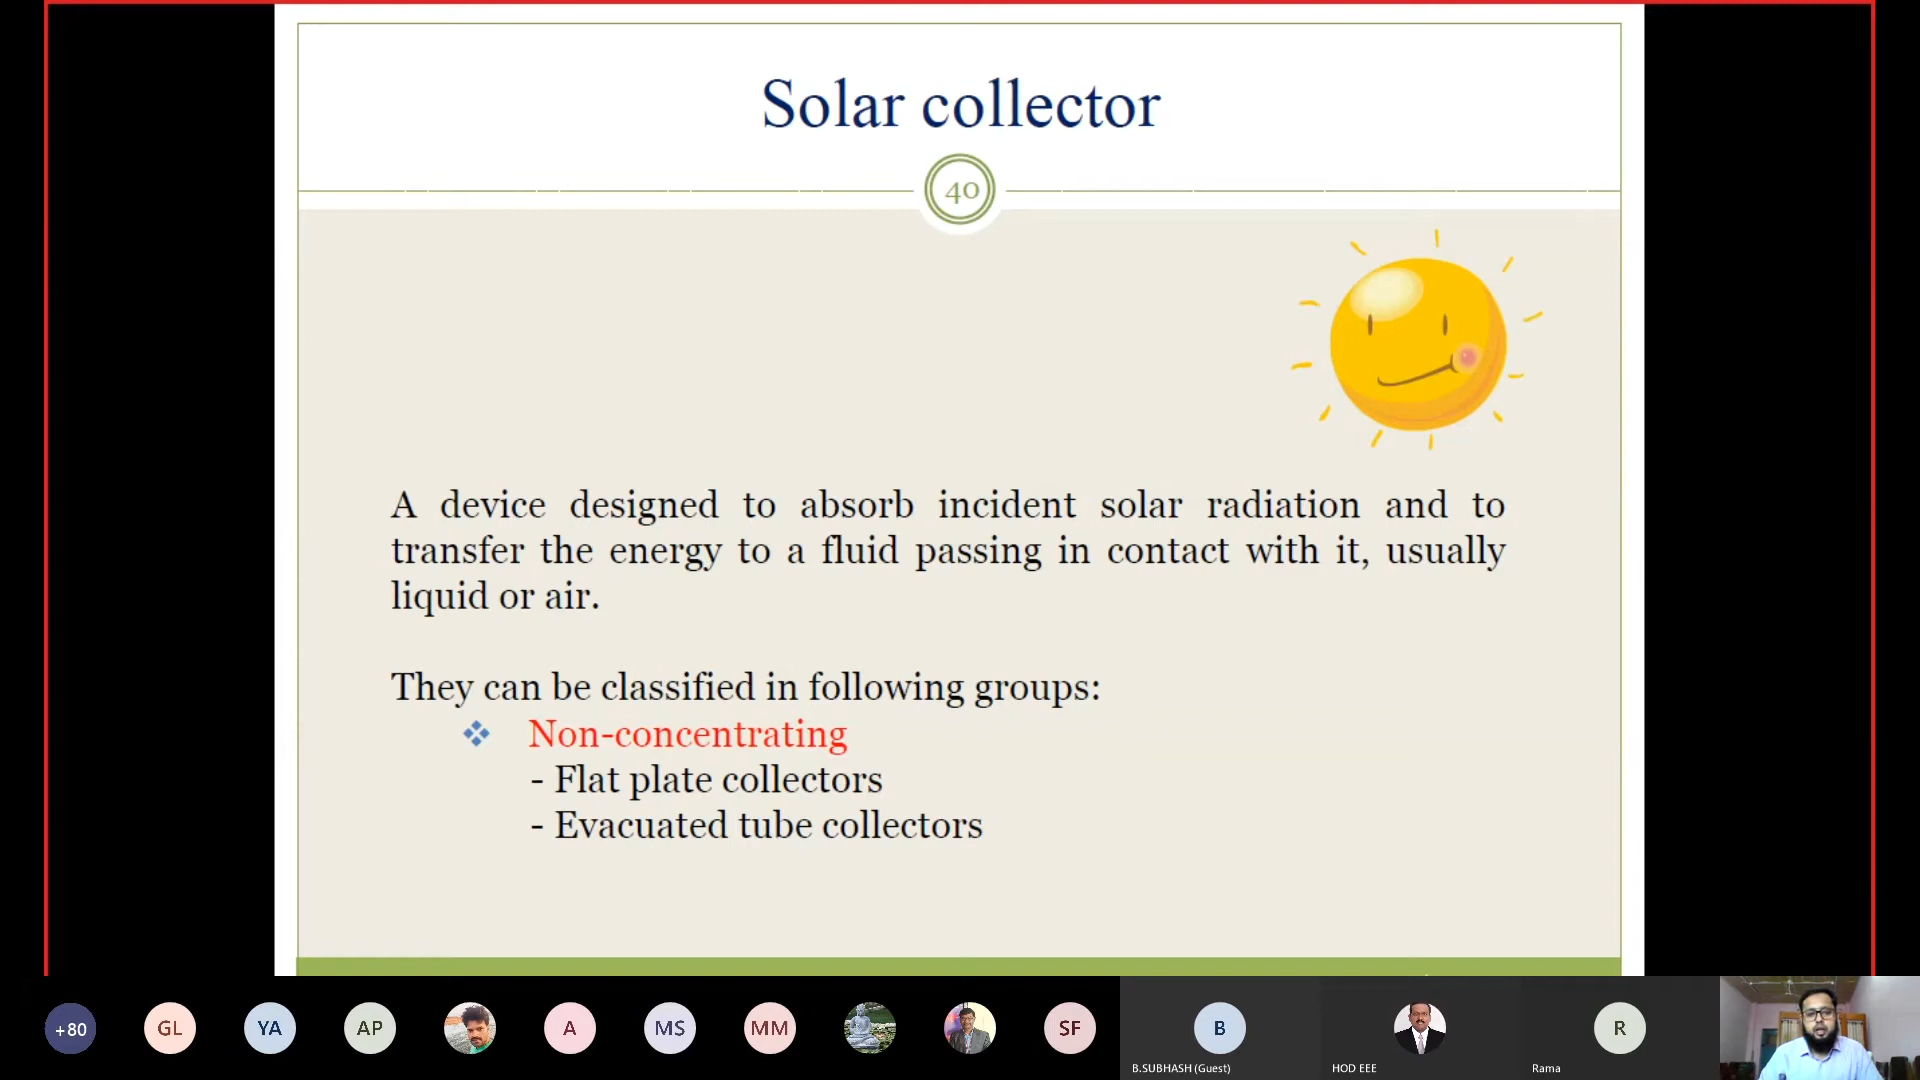 Solar collector
40
A device designed to absorb incident solar radiation and to
transfer the energy to a fluid passing in contact with it, usually
liquid or air.
They can be classified in following groups:
❖ Non-concentrating
- Flat plate collectors
- Evacuated tube collectors
+80 GL YA AP A MS MM SF B R
B.SUBHASH (Guest) HOD EEE Rama